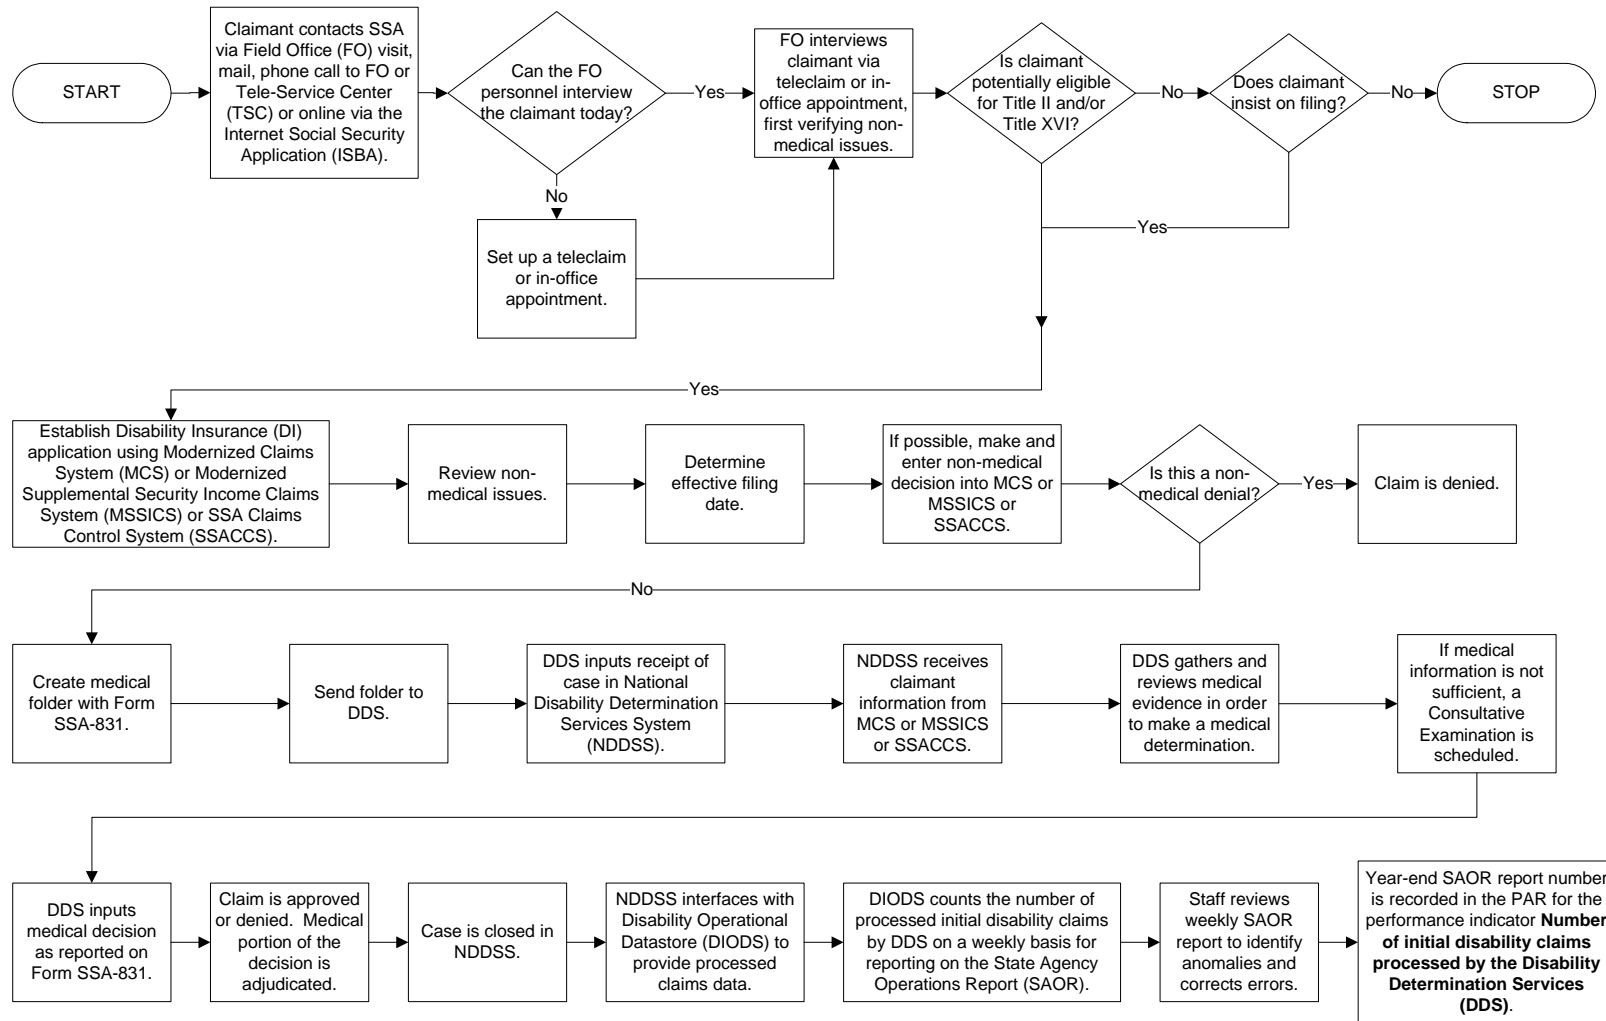 START
Claimant contacts SSA
via Field Office (FO) visit,
mail, phone call to FO or
Tele-Service Center
(TSC) or online via the
Internet Social Security
Application (ISBA).
Can the FO
personnel interview
the claimant today?
Yes
FO interviews
claimant via
teleclaim or in-
office appointment,
first verifying non-
medical issues.
Is claimant
potentially eligible
for Title II and/or
Title XVI?
No
Does claimant
insist on filing?
No
STOP
No
Set up a teleclaim
or in-office
appointment.
Yes
Yes
Establish Disability Insurance (DI)
application using Modernized Claims
System (MCS) or Modernized
Supplemental Security Income Claims
System (MSSICS) or SSA Claims
Control System (SSACCS).
Review non-
medical issues.
Determine
effective filing
date.
If possible, make and
enter non-medical
decision into MCS or
MSSICS or
SSACCS.
Is this a non-
medical denial?
Yes
Claim is denied.
No
Create medical
folder with Form
SSA-831.
Send folder to
DDS.
DDS inputs receipt of
case in National
Disability Determination
Services System
(NDDSS).
NDDSS receives
claimant
information from
MCS or MSSICS
or SSACCS.
DDS gathers and
reviews medical
evidence in order
to make a medical
determination.
If medical
information is not
sufficient, a
Consultative
Examination is
scheduled.
DDS inputs
medical decision
as reported on
Form SSA-831.
Claim is approved
or denied.  Medical
portion of the
decision is
adjudicated.
Case is closed in
NDDSS.
NDDSS interfaces with
Disability Operational
Datastore (DIODS) to
provide processed
claims data.
DIODS counts the number of
processed initial disability claims
by DDS on a weekly basis for
reporting on the State Agency
Operations Report (SAOR).
Staff reviews
weekly SAOR
report to identify
anomalies and
corrects errors.
Year-end SAOR report number
is recorded in the PAR for the
performance indicator Number
of initial disability claims
processed by the Disability
Determination Services
(DDS).